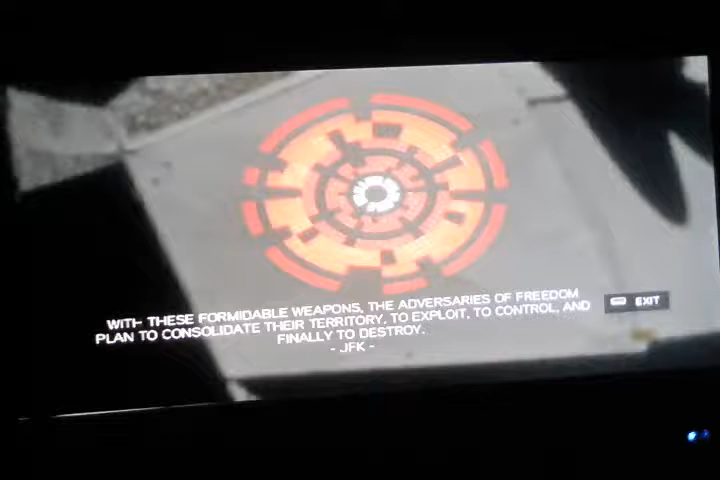 WITH THESE FORMIDABLE WEAPONS, THE ADVERSARIES OF FREEDOM
PLAN TO CONSOLIDATE THEIR TERRITORY, TO EXPLOIT, TO CONTROL, AND
FINALLY TO DESTROY.
- JFK -
EXIT